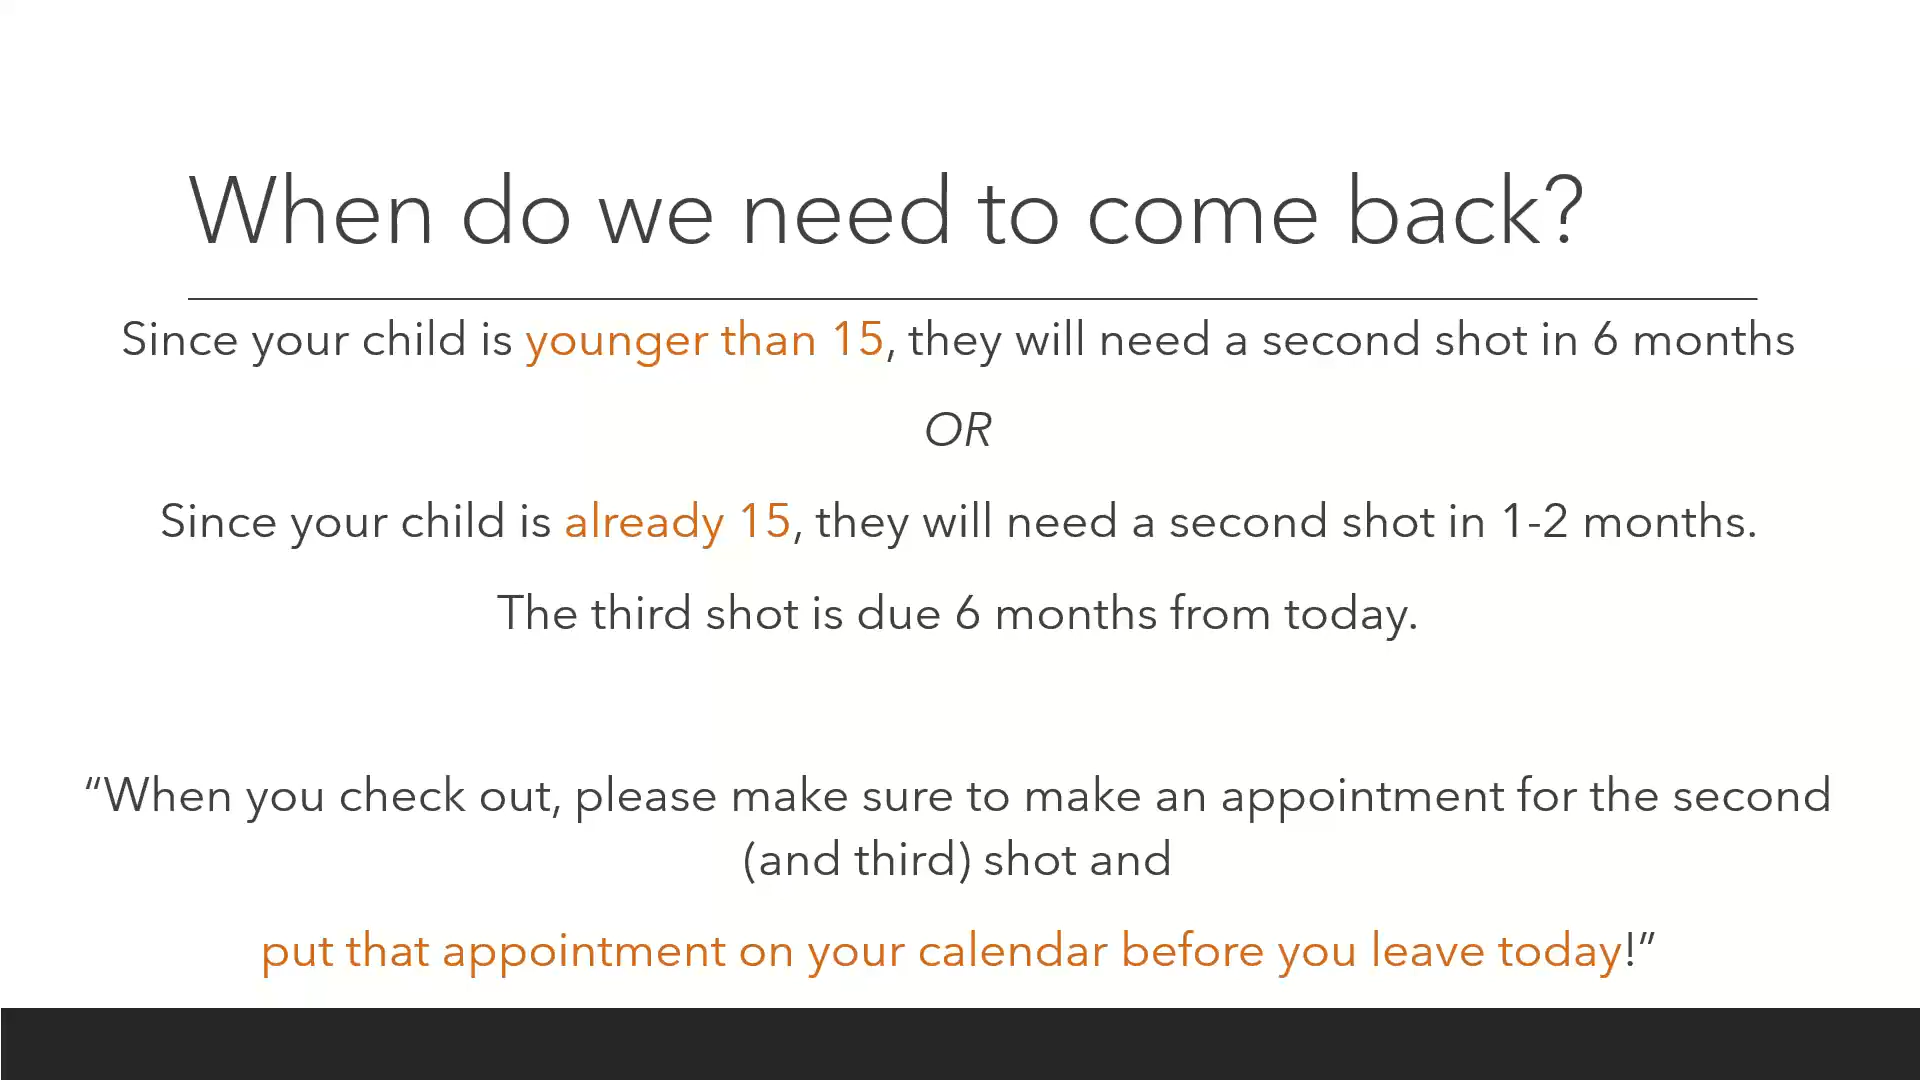 When do we need to come back?
Since your child is younger than 15, they will need a second shot in 6 months
OR
Since your child is already 15, they will need a second shot in 1-2 months.
The third shot is due 6 months from today.
“When you check out, please make sure to make an appointment for the second
(and third) shot and
put that appointment on your calendar before you leave today!”